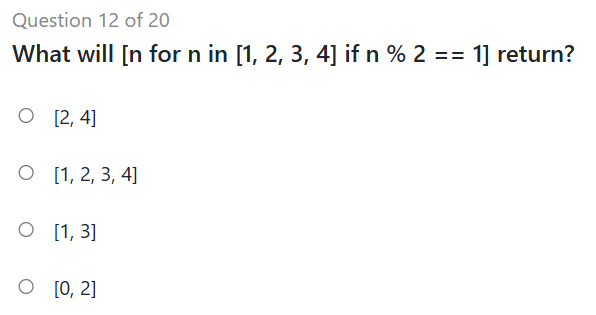 Question 12 of 20
What will [n for n in [1, 2, 3, 4] if n % 2 == 1] return?
[2, 4]
[1, 2, 3, 4]
[1, 3]
[0, 2]